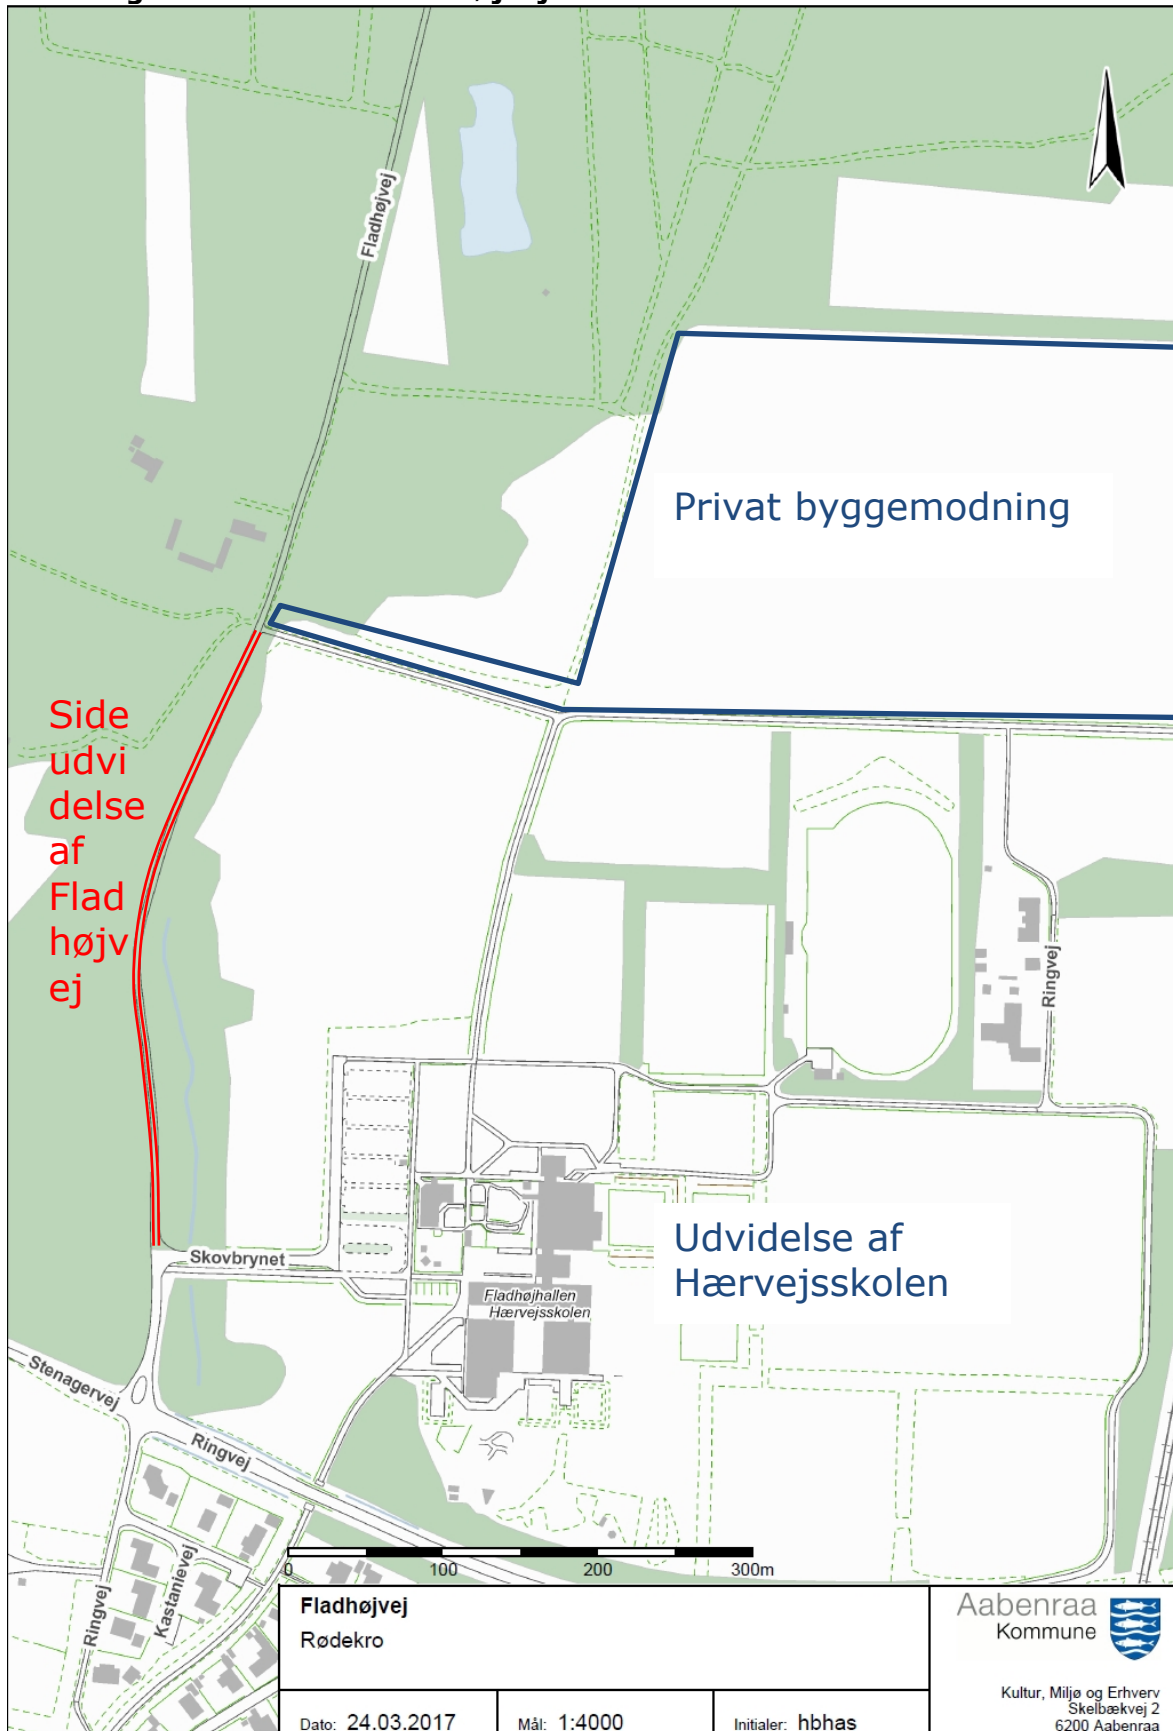 Fladhøjvej
Privat byggemodning
Side
udvi
delse
af
Flad
højv
ej
Ringvej
Udvidelse af
Hærvejsskolen
Skovbrynet
Fladhøjhallen
Hærvejsskolen
Stenagervej
Ringvej
Kastanievej
Ringvej
0 100 200 300m
Fladhøjvej
Rødekro
Aabenraa
Kommune
Kultur, Miljø og Erhverv
Skelbækvej 2
6200 Aabenraa
Dato: 24.03.2017 Mål: 1:4000 Initialer: hbhas